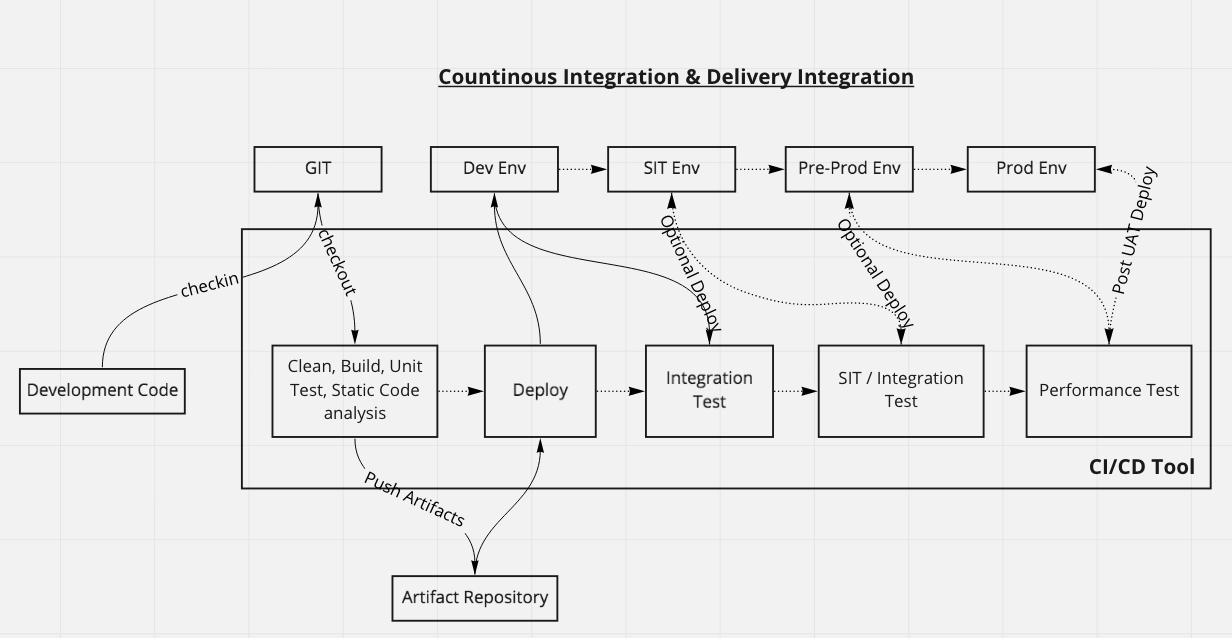 Countinous Integration & Delivery Integration
GIT
Dev Env
SIT Env
Pre-Prod Env
Prod Env
checkin
checkout
Optional Deploy
Optional Deploy
Post UAT Deploy
Development Code
Clean, Build, Unit
Test, Static Code
analysis
Deploy
Integration
Test
SIT / Integration
Test
Performance Test
CI/CD Tool
Push Artifacts
Artifact Repository